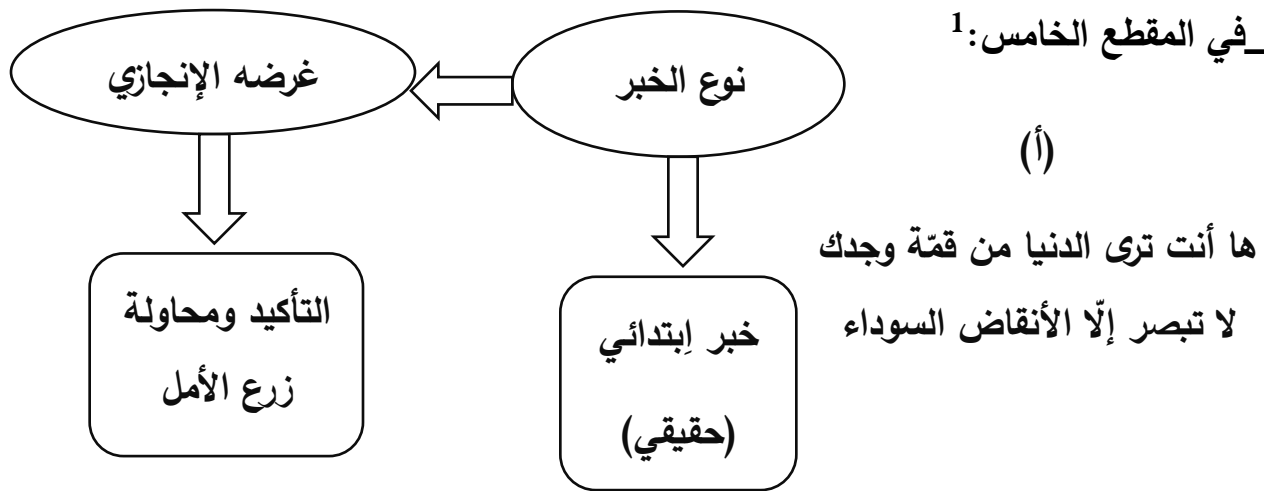 _في المقطع الخامس:1
(أ)
ها أنت ترى الدنيا من قمّة وجدك
لا تبصر إلّا الأنقاض السوداء
نوع الخبر
غرضه الإنجازي
خبر اِبتدائي
(حقيقي)
التأكيد ومحاولة
زرع الأمل